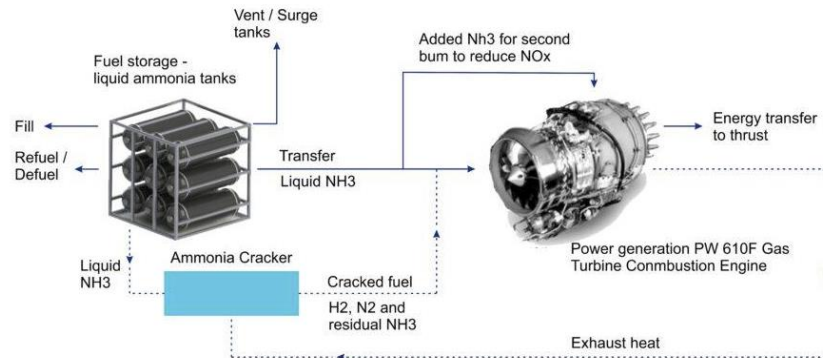 Vent / Surge
tanks
Fuel storage -
liquid ammonia tanks
Added Nh3 for second
bum to reduce NOx
Fill
Energy transfer
to thrust
Refuel /
Defuel
Transfer
Liquid NH3
Liquid
NH3
Ammonia Cracker
Cracked fuel
H2, N2 and
residual NH3
Power generation PW 610F Gas
Turbine Conmbustion Engine
Exhaust heat